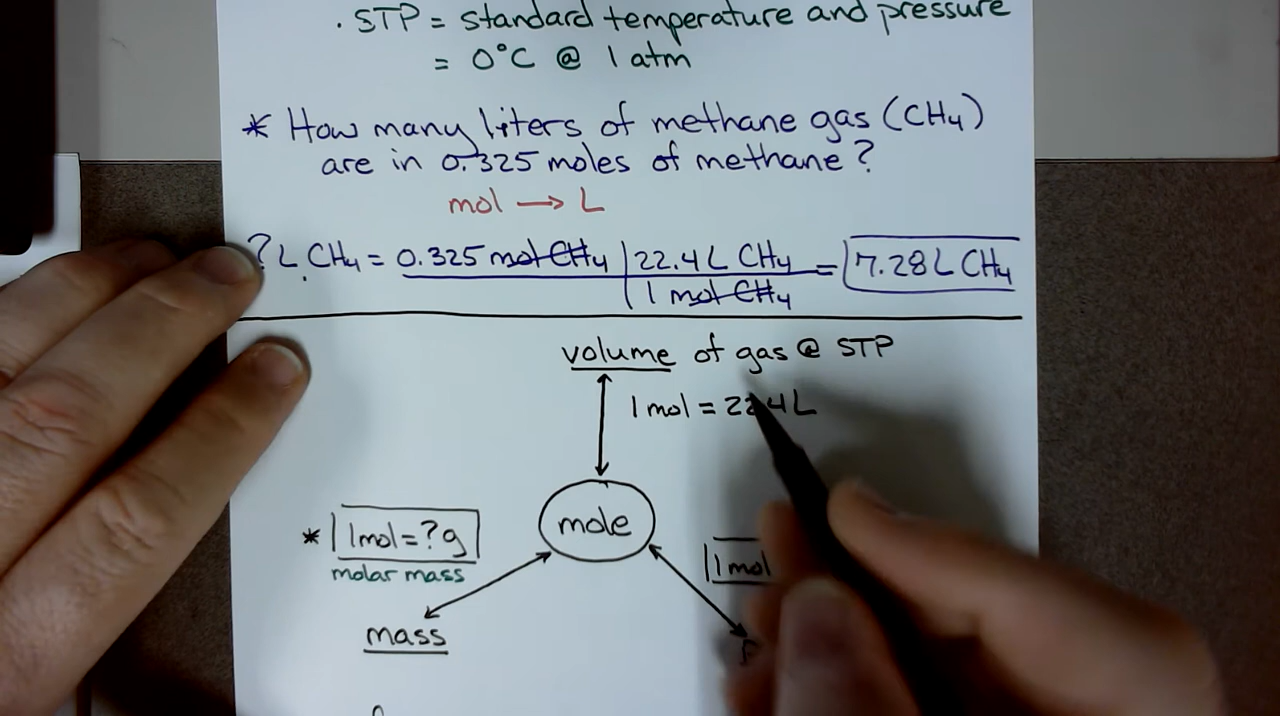 · STP = standard temperature and pressure
= 0°C @ 1 atm
* How many liters of methane gas (CH4)
are in 0.325 moles of methane?
mol → L
? L CH4 = 0.325 mol CH4 | 22.4 L CH4 = 7.28 L CH4
1 mol CH4
volume of gas @ STP
1 mol = 22.4 L
mole
* 1mol = ? g
molar mass
1 mol
mass